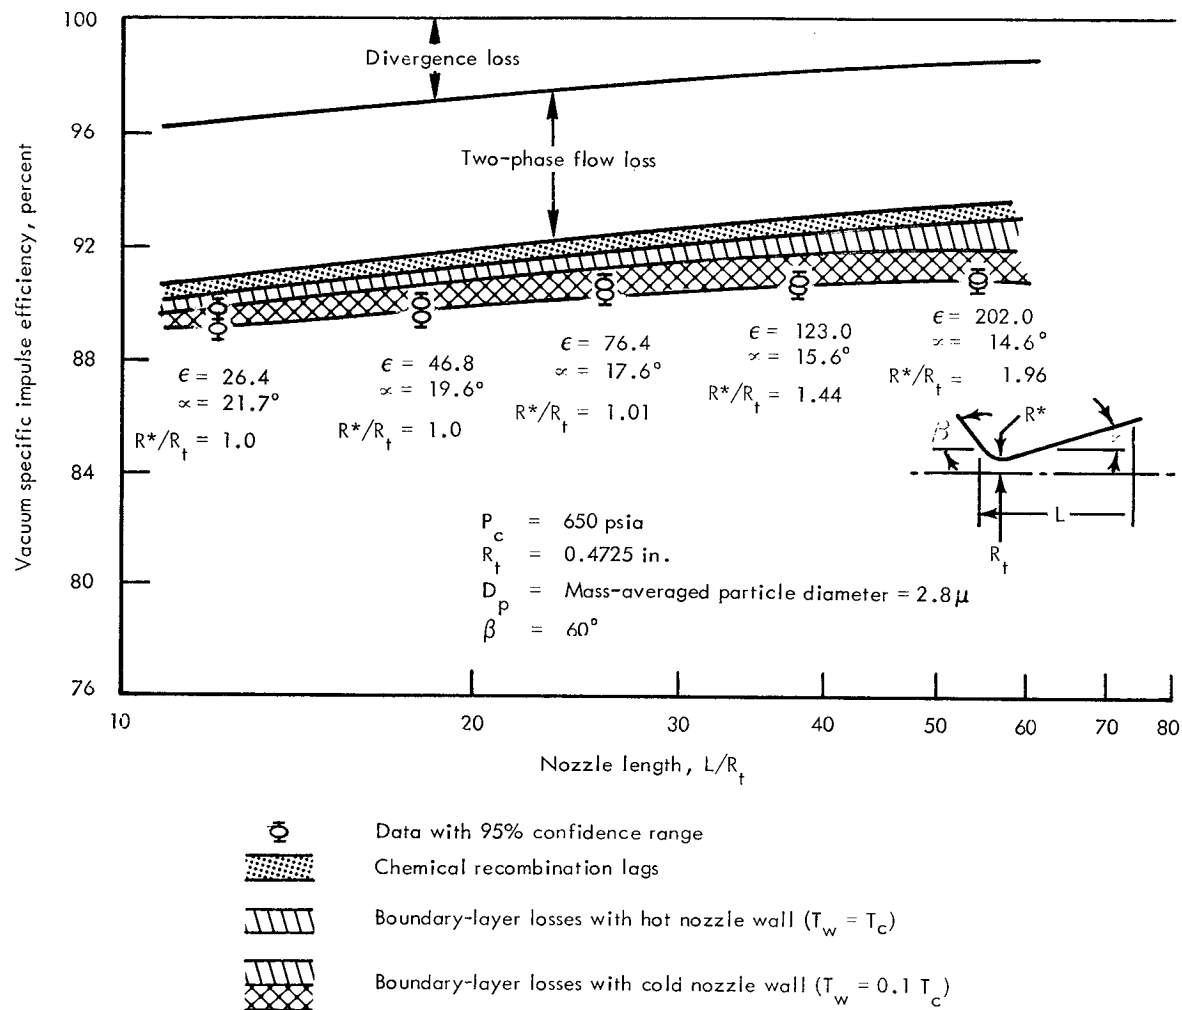 100
96
92
88
84
80
76
Vacuum specific impulse efficiency, percent
Divergence loss
Two-phase flow loss
ϵ = 26.4
∝ = 21.7°
R*/Rt = 1.0
ϵ = 46.8
∝ = 19.6°
R*/Rt = 1.0
ϵ = 76.4
∝ = 17.6°
R*/Rt = 1.01
ϵ = 123.0
∝ = 15.6°
R*/Rt = 1.44
ϵ = 202.0
∝ = 14.6°
R*/Rt = 1.96
β
R*
∝
L
Rt
Pc = 650 psia
Rt = 0.4725 in.
Dp = Mass-averaged particle diameter = 2.8μ
β = 60°
10 20 30 40 50 60 70 80
Nozzle length, L/Rt
Data with 95% confidence range
Chemical recombination lags
Boundary-layer losses with hot nozzle wall (Tw = Tc)
Boundary-layer losses with cold nozzle wall (Tw = 0.1 Tc)